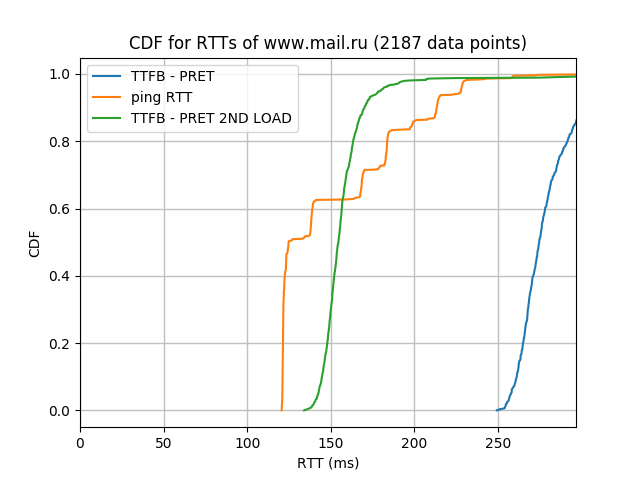 CDF for RTTs of www.mail.ru (2187 data points)
TTFB - PRET
ping RTT
TTFB - PRET 2ND LOAD
1.0
0.8
0.6
0.4
0.2
0.0
CDF
0 50 100 150 200 250
RTT (ms)